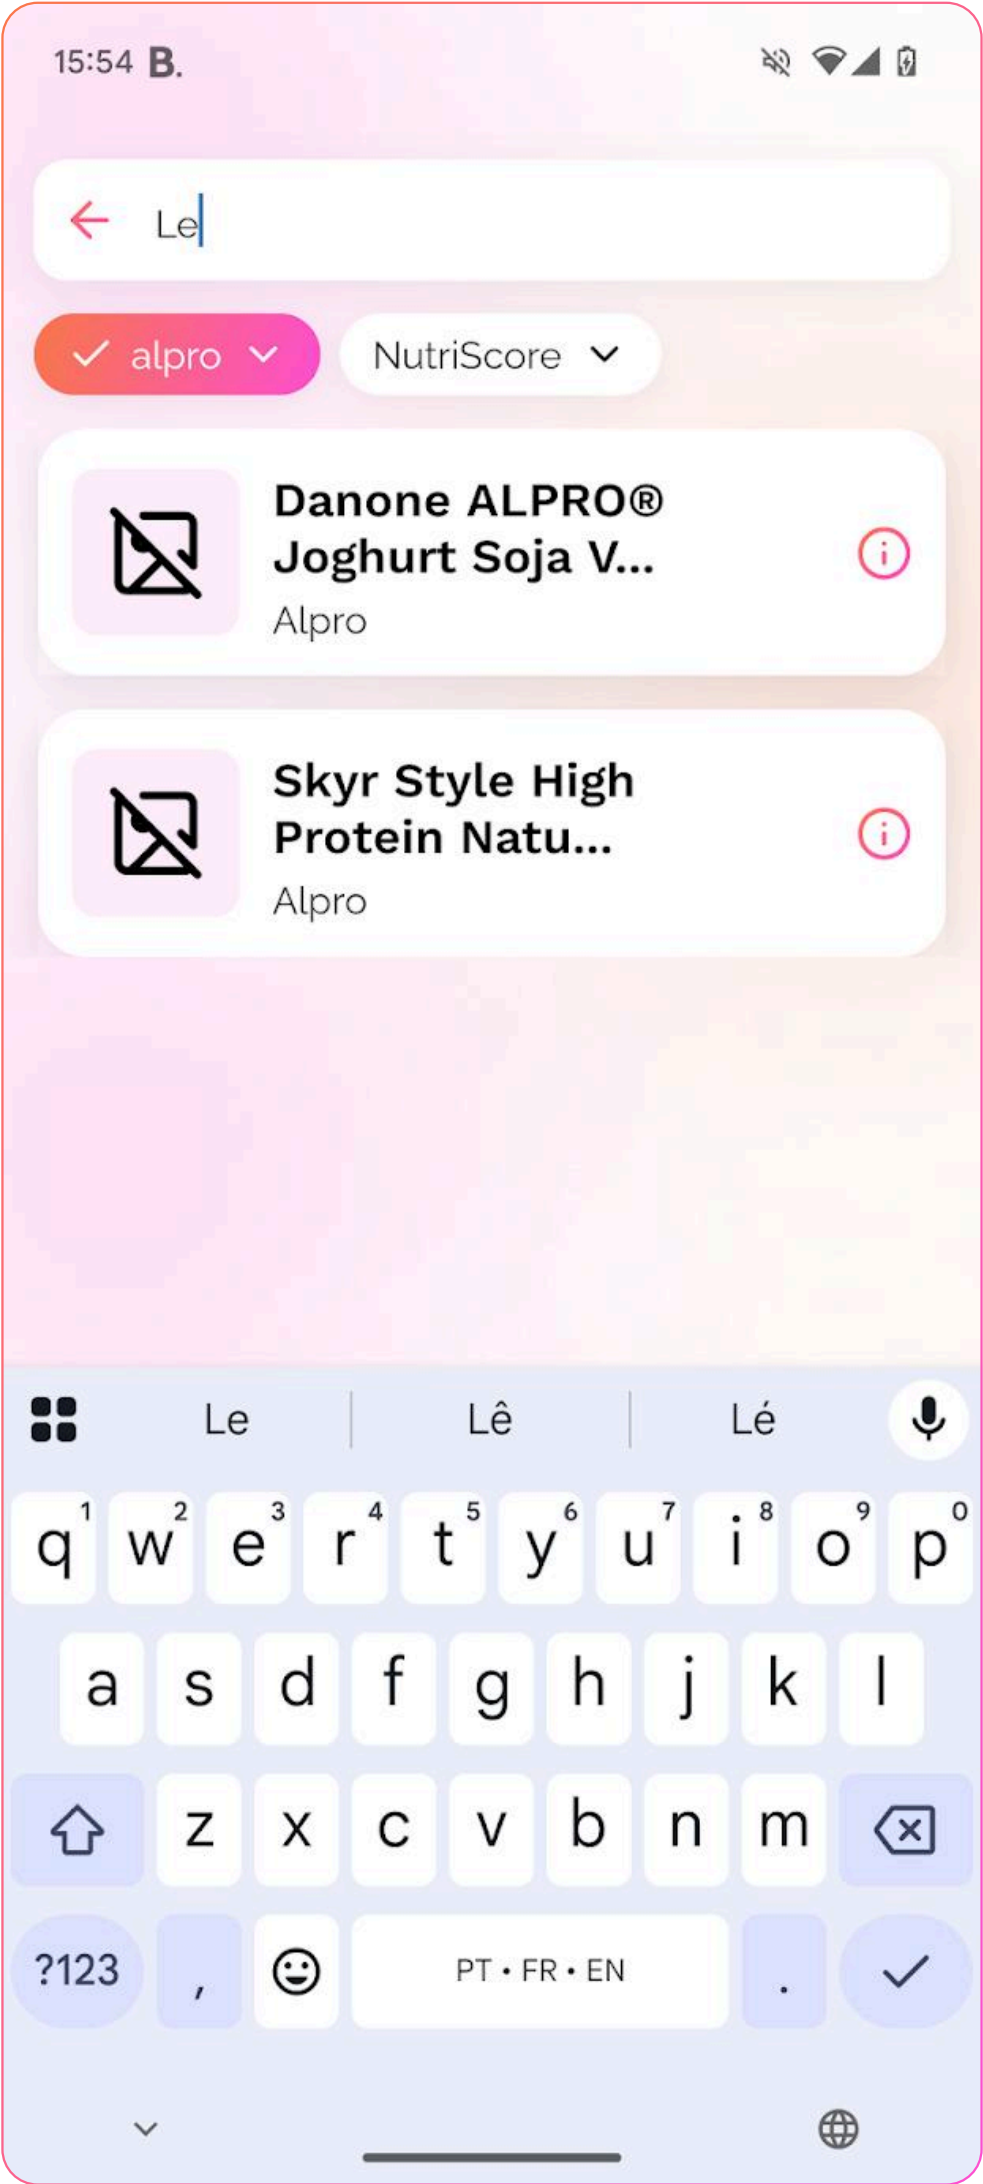 15:54 B.
Le
alpro
NutriScore
Danone ALPRO®
Joghurt Soja V...
Alpro
Skyr Style High
Protein Natu...
Alpro
Le Lê Lé
1 2 3 4 5 6 7 8 9 0
q w e r t y u i o p
a s d f g h j k l
z x c v b n m
?123 , PT • FR • EN .